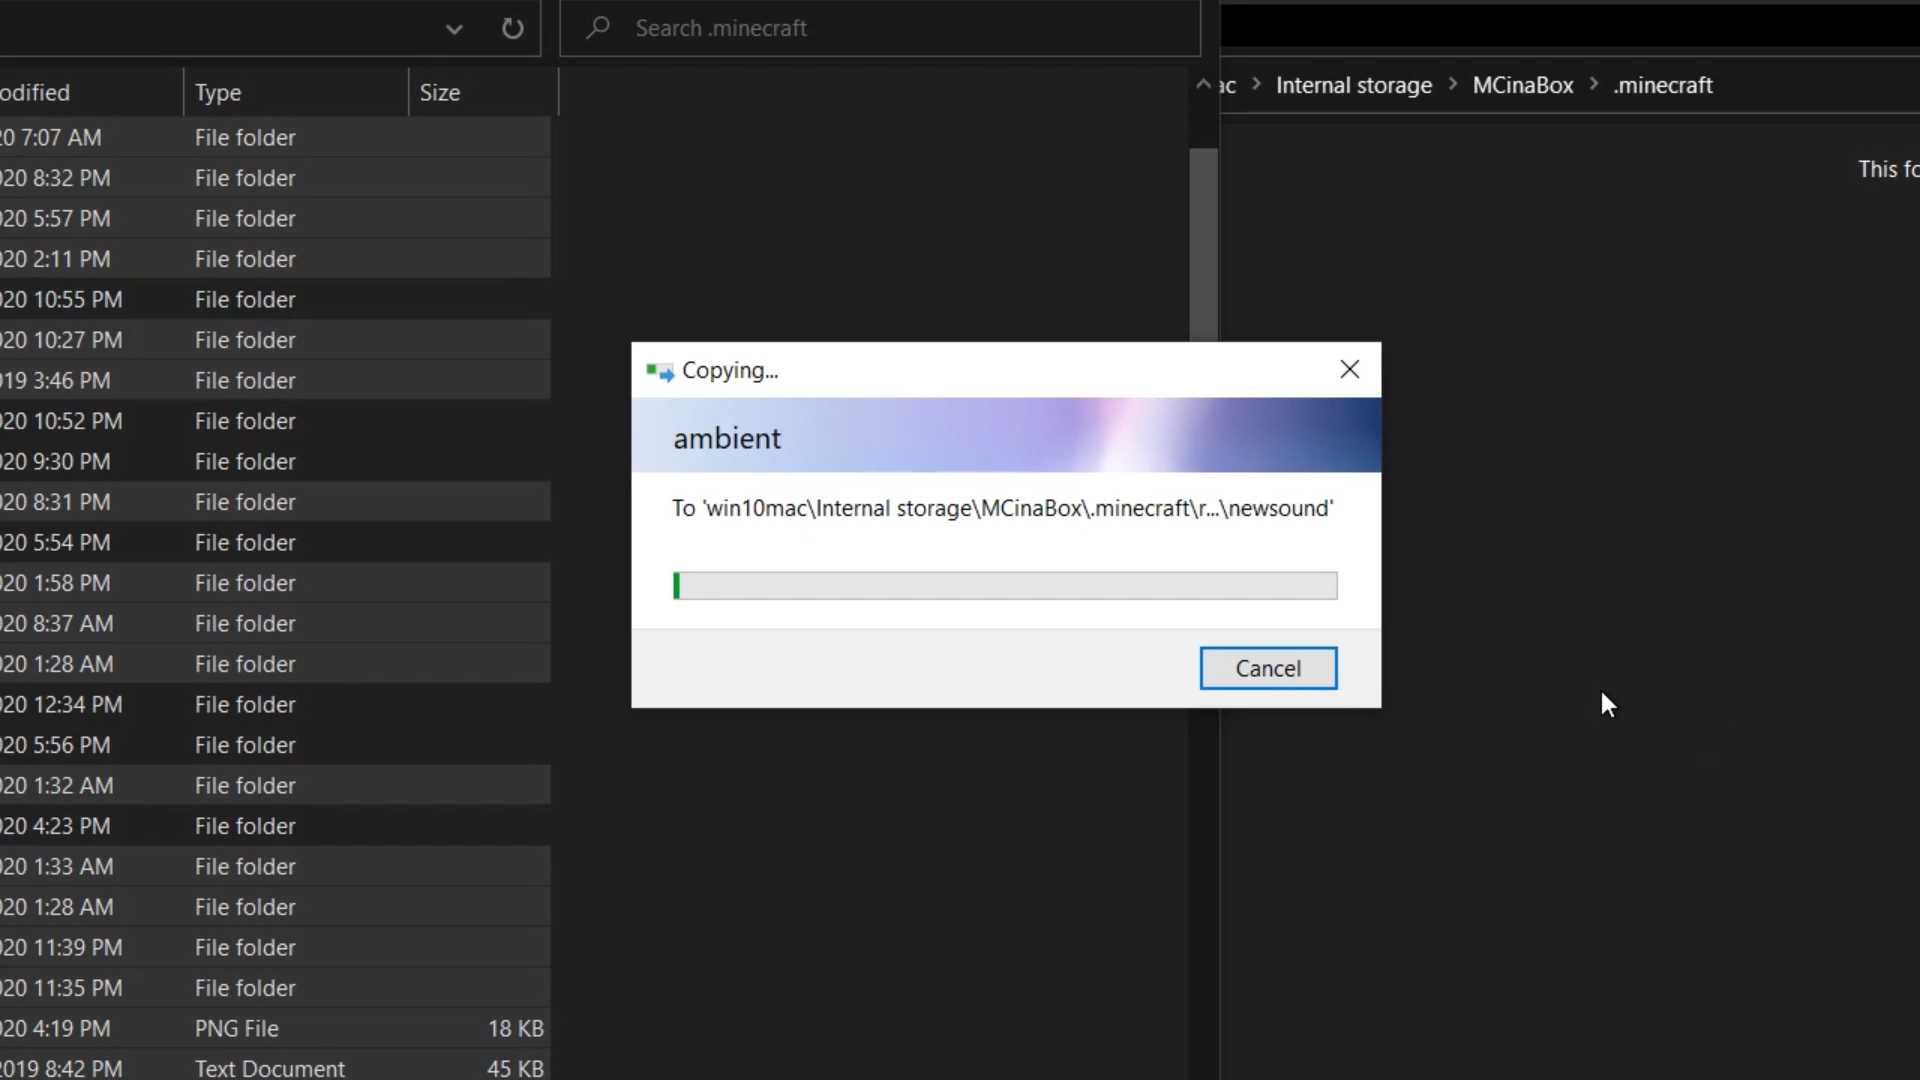 Search .minecraft
ac > Internal storage > MCinaBox > .minecraft
odified Type Size
20 7:07 AM File folder
020 8:32 PM File folder
020 5:57 PM File folder
020 2:11 PM File folder
020 10:55 PM File folder
020 10:27 PM File folder
019 3:46 PM File folder
020 10:52 PM File folder
020 9:30 PM File folder
020 8:31 PM File folder
020 5:54 PM File folder
020 1:58 PM File folder
020 8:37 AM File folder
020 1:28 AM File folder
020 12:34 PM File folder
020 5:56 PM File folder
020 1:32 AM File folder
020 4:23 PM File folder
020 1:33 AM File folder
020 1:28 AM File folder
020 11:39 PM File folder
020 11:35 PM File folder
020 4:19 PM PNG File 18 KB
2019 8:42 PM Text Document 45 KB
This fo
Copying...
ambient
To 'win10mac\Internal storage\MCinaBox\.minecraft\r...\newsound'
Cancel